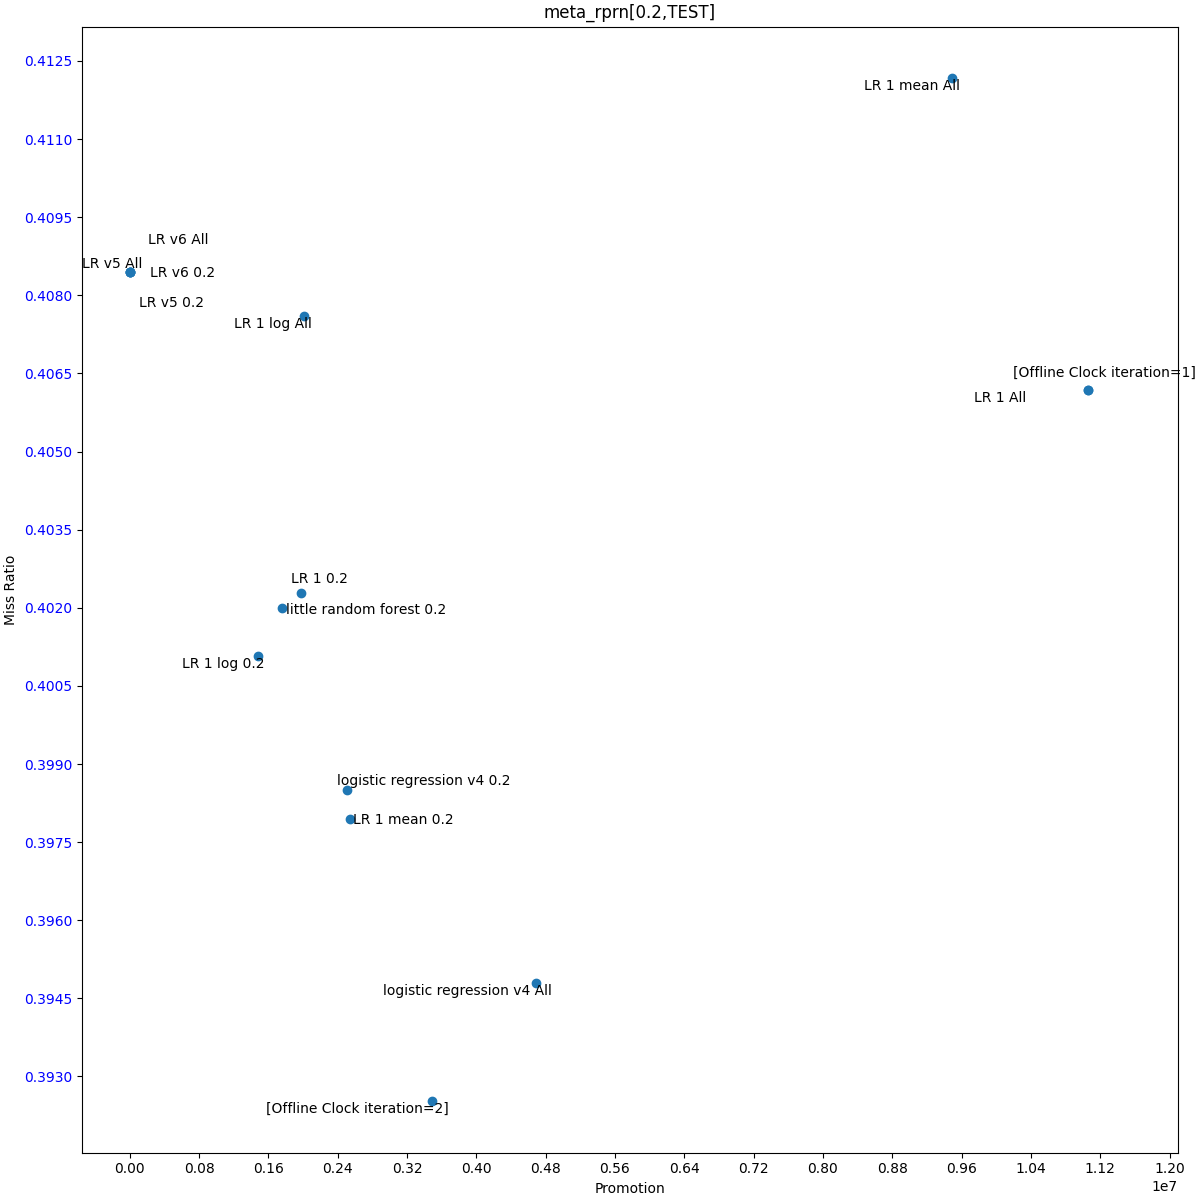 meta_rprn[0.2,TEST]
0.4125
0.4110
0.4095
0.4080
0.4065
0.4050
0.4035
0.4020
0.4005
0.3990
0.3975
0.3960
0.3945
0.3930
Miss Ratio
LR 1 mean All
LR v6 All
LR v5 All
LR v6 0.2
LR v5 0.2
LR 1 log All
[Offline Clock iteration=1]
LR 1 All
LR 1 0.2
little random forest 0.2
LR 1 log 0.2
logistic regression v4 0.2
LR 1 mean 0.2
logistic regression v4 All
[Offline Clock iteration=2]
0.00 0.08 0.16 0.24 0.32 0.40 0.48 0.56 0.64 0.72 0.80 0.88 0.96 1.04 1.12 1.20
1e7
Promotion